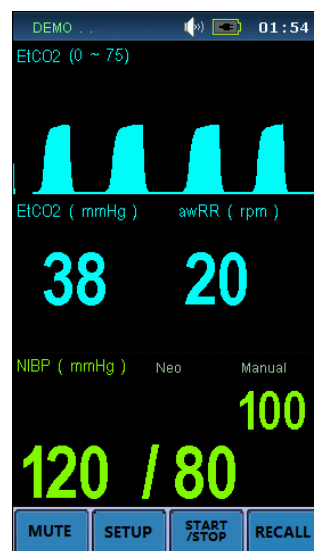 DEMO . . 01:54
EtCO2 (0 ~ 75)
EtCO2 ( mmHg ) awRR ( rpm )
38 20
NIBP ( mmHg ) Neo Manual
100
120 / 80
MUTE SETUP START /STOP RECALL